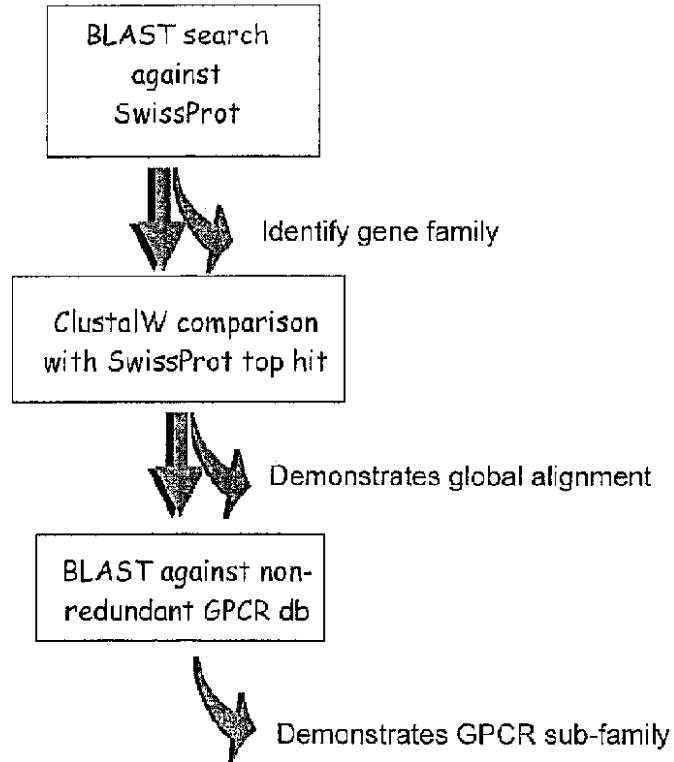 BLAST search
against
SwissProt
Identify gene family
ClustalW comparison
with SwissProt top hit
Demonstrates global alignment
BLAST against non-
redundant GPCR db
Demonstrates GPCR sub-family